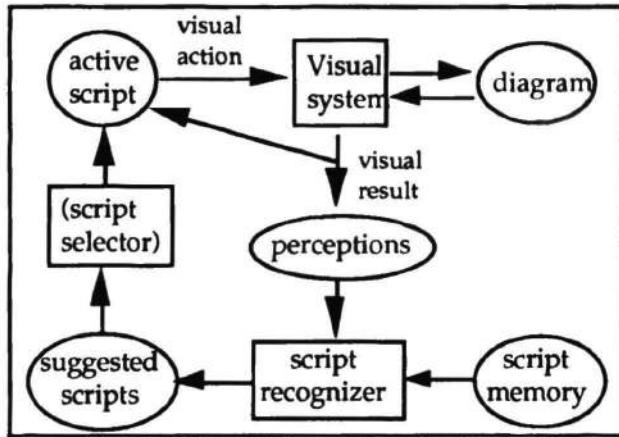 visual
action
active
script
Visual
system
diagram
visual
result
(script
selector)
perceptions
suggested
scripts
script
recognizer
script
memory